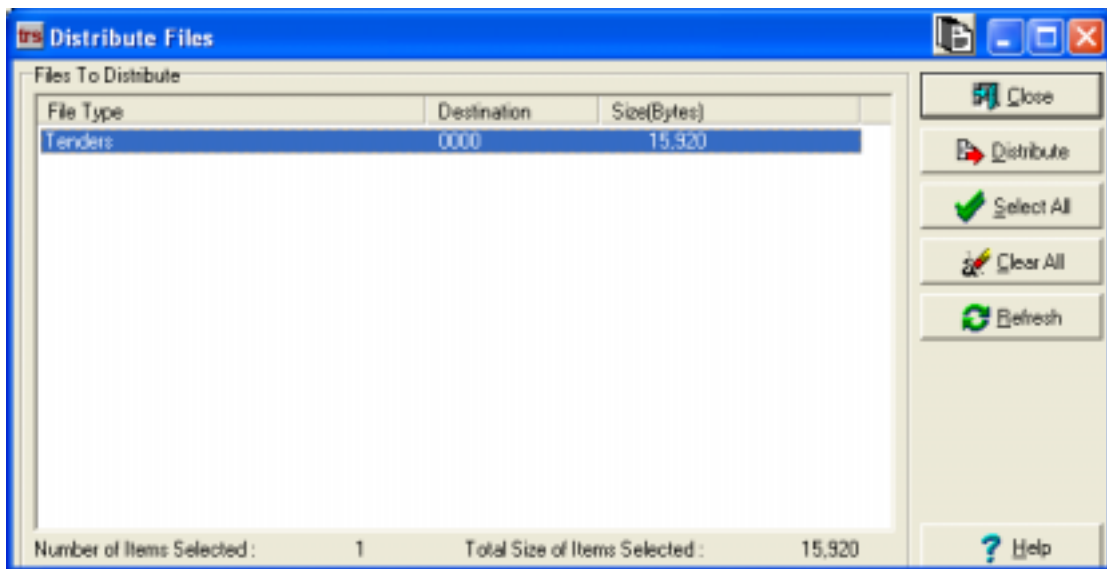 trs Distribute Files
Files To Distribute
File Type Destination Size(Bytes)
Tenders 0000 15,920
Number of Items Selected : 1 Total Size of Items Selected : 15,920
Close
Distribute
Select All
Clear All
Refresh
Help